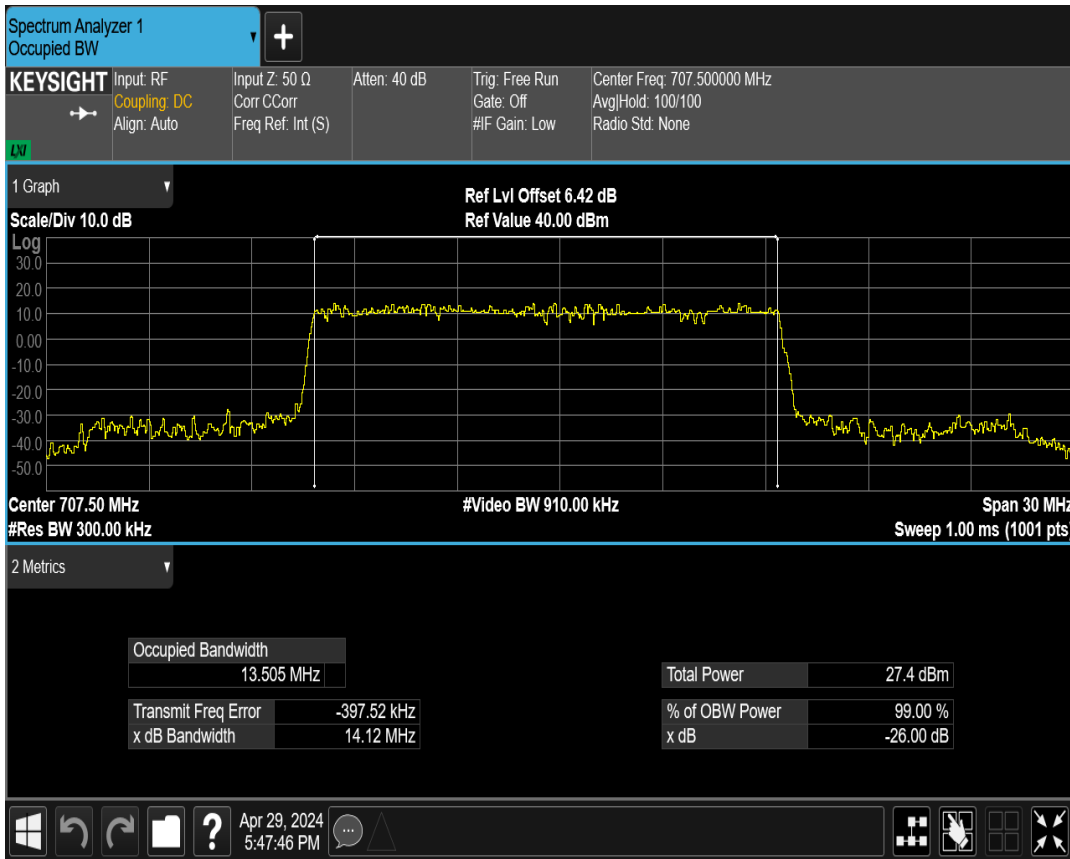 Spectrum Analyzer 1
Occupied BW
+
KEYSIGHT
LXI
Input: RF
Coupling: DC
Align: Auto
Input Z: 50 Ω
Corr CCorr
Freq Ref: Int (S)
Atten: 40 dB
Trig: Free Run
Gate: Off
#IF Gain: Low
Center Freq: 707.500000 MHz
Avg|Hold: 100/100
Radio Std: None
1 Graph
Scale/Div 10.0 dB
Ref Lvl Offset 6.42 dB
Ref Value 40.00 dBm
Log
30.0
20.0
10.0
0.00
-10.0
-20.0
-30.0
-40.0
-50.0
Center 707.50 MHz
#Video BW 910.00 kHz
Span 30 MHz
#Res BW 300.00 kHz
Sweep 1.00 ms (1001 pts)
2 Metrics
Occupied Bandwidth
13.505 MHz
Total Power 27.4 dBm
Transmit Freq Error -397.52 kHz
% of OBW Power 99.00 %
x dB Bandwidth 14.12 MHz
x dB -26.00 dB
?
Apr 29, 2024
5:47:46 PM